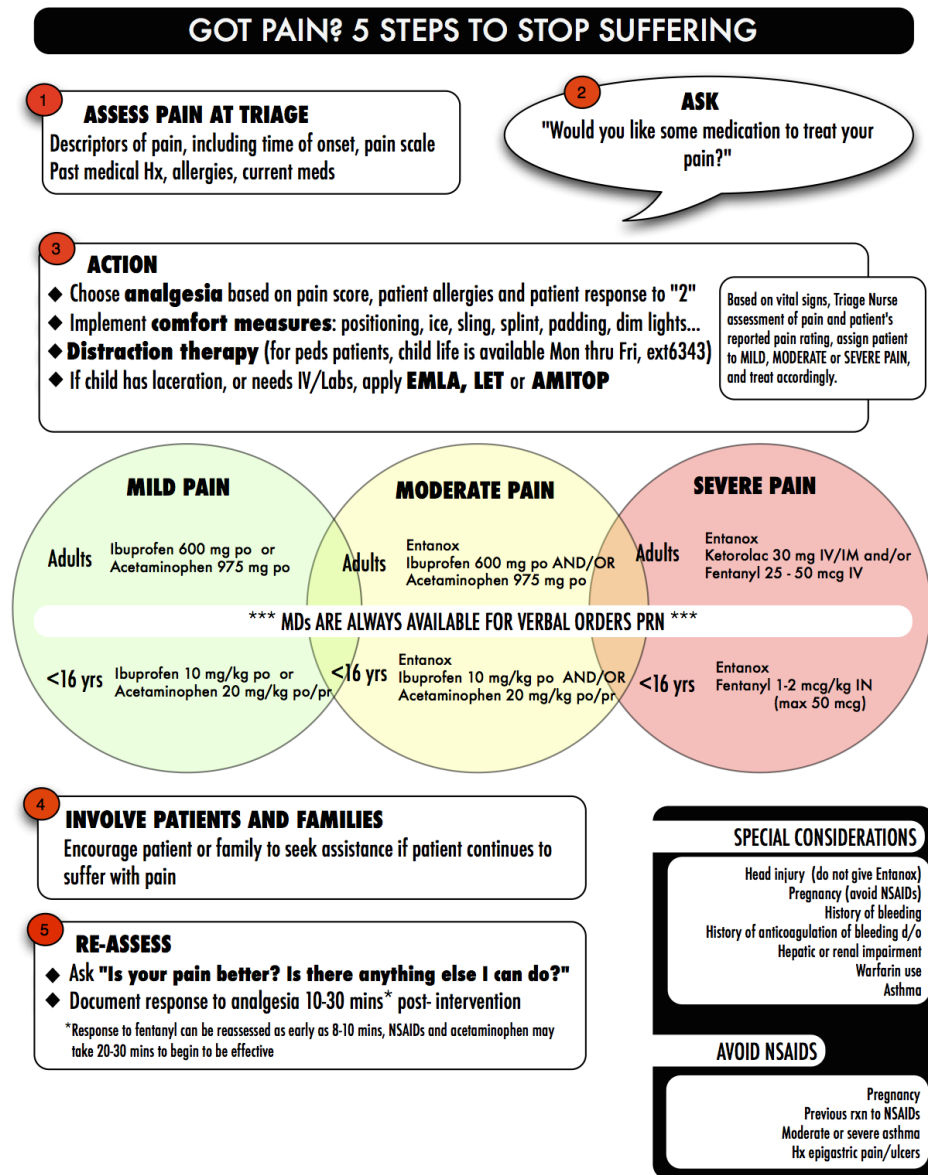 GOT PAIN? 5 STEPS TO STOP SUFFERING
1
ASSESS PAIN AT TRIAGE
Descriptors of pain, including time of onset, pain scale
Past medical Hx, allergies, current meds
2
ASK
"Would you like some medication to treat your
pain?"
3
ACTION
◆ Choose analgesia based on pain score, patient allergies and patient response to "2"
◆ Implement comfort measures: positioning, ice, sling, splint, padding, dim lights...
◆ Distraction therapy (for peds patients, child life is available Mon thru Fri, ext6343)
◆ If child has laceration, or needs IV/Labs, apply EMLA, LET or AMITOP
Based on vital signs, Triage Nurse
assessment of pain and patient's
reported pain rating, assign patient
to MILD, MODERATE or SEVERE PAIN,
and treat accordingly.
MILD PAIN
Adults
Ibuprofen 600 mg po or
Acetaminophen 975 mg po
MODERATE PAIN
Adults
Entanox
Ibuprofen 600 mg po AND/OR
Acetaminophen 975 mg po
SEVERE PAIN
Adults
Entanox
Ketorolac 30 mg IV/IM and/or
Fentanyl 25 - 50 mcg IV
*** MDs ARE ALWAYS AVAILABLE FOR VERBAL ORDERS PRN ***
<16 yrs
Ibuprofen 10 mg/kg po or
Acetaminophen 20 mg/kg po/pr
<16 yrs
Entanox
Ibuprofen 10 mg/kg po AND/OR
Acetaminophen 20 mg/kg po/pr
<16 yrs
Entanox
Fentanyl 1-2 mcg/kg IN
(max 50 mcg)
4
INVOLVE PATIENTS AND FAMILIES
Encourage patient or family to seek assistance if patient continues to
suffer with pain
5
RE-ASSESS
◆ Ask "Is your pain better? Is there anything else I can do?"
◆ Document response to analgesia 10-30 mins* post- intervention
*Response to fentanyl can be reassessed as early as 8-10 mins, NSAIDs and acetaminophen may
take 20-30 mins to begin to be effective
SPECIAL CONSIDERATIONS
Head injury (do not give Entanox)
Pregnancy (avoid NSAIDs)
History of bleeding
History of anticoagulation of bleeding d/o
Hepatic or renal impairment
Warfarin use
Asthma
AVOID NSAIDS
Pregnancy
Previous rxn to NSAIDs
Moderate or severe asthma
Hx epigastric pain/ulcers